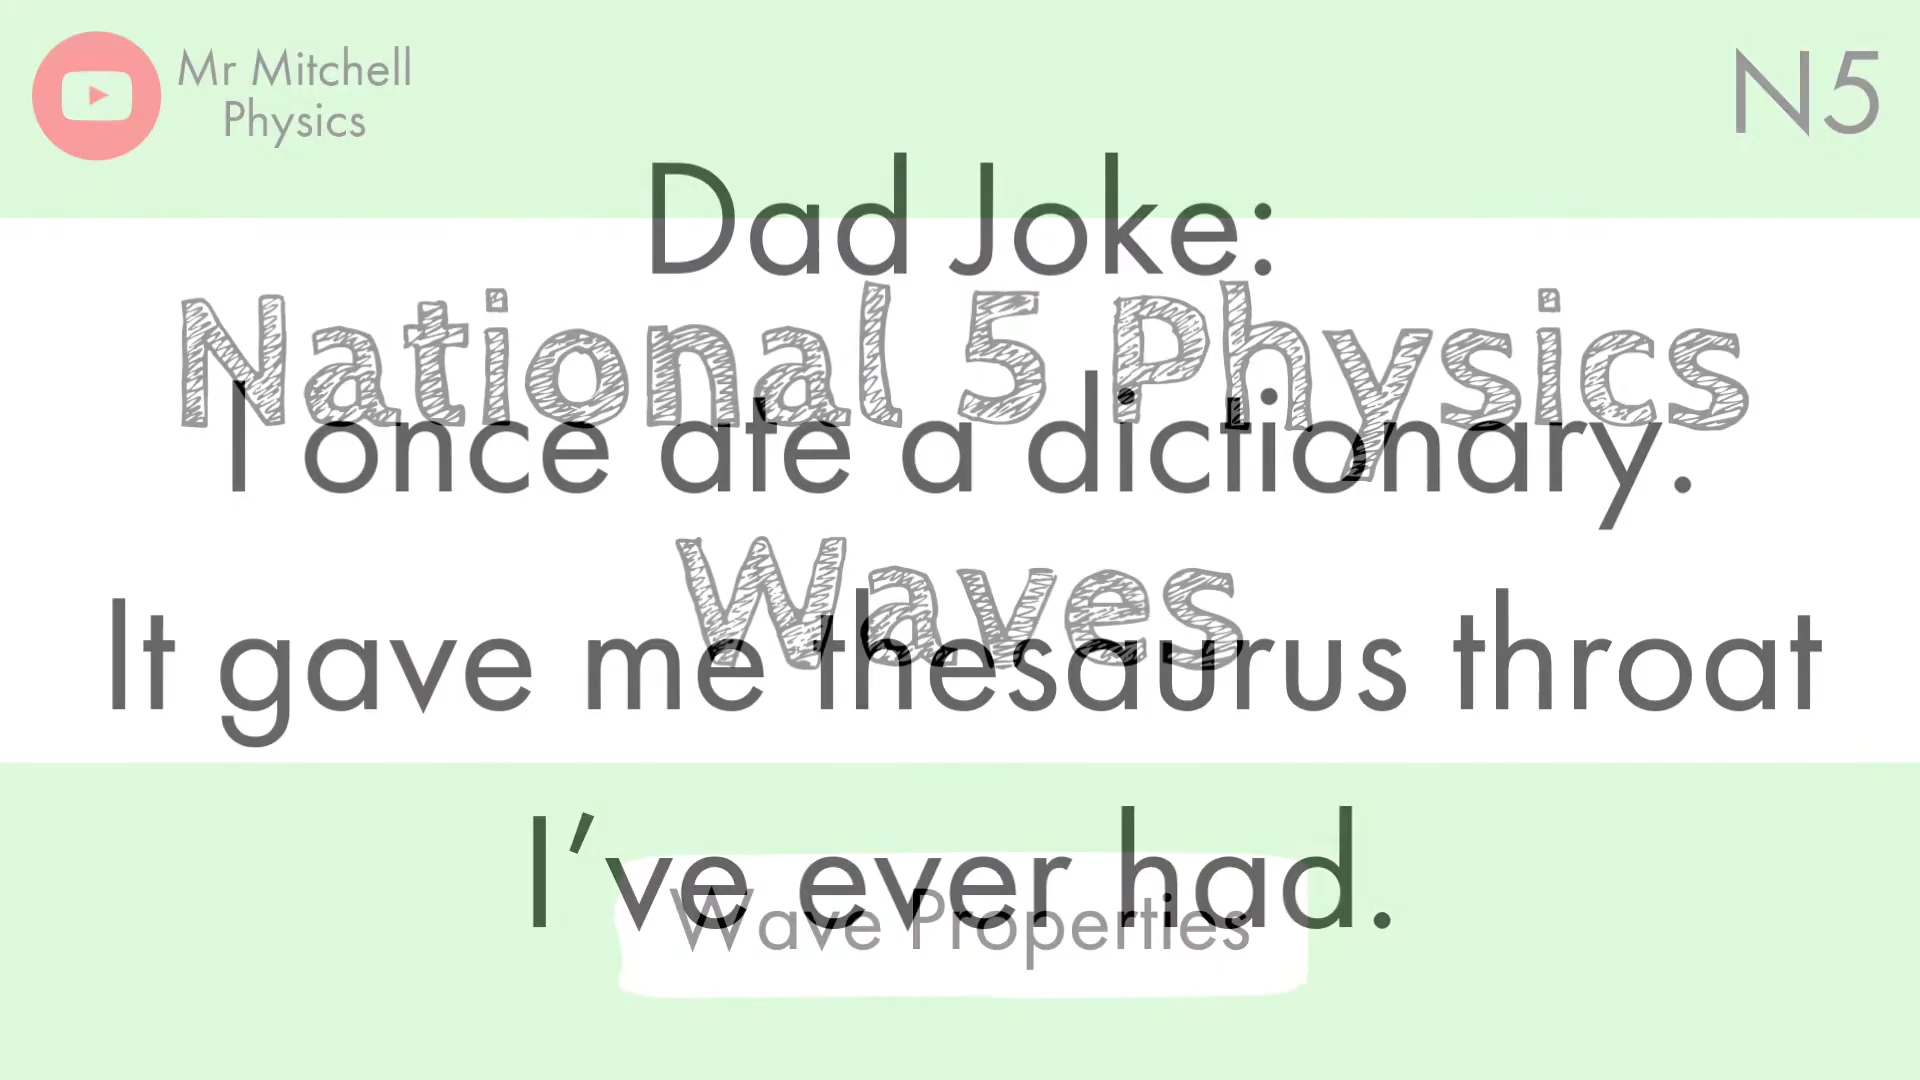 Mr Mitchell
Physics
N5
Dad Joke:
National 5 Physics
I once ate a dictionary.
Waves
It gave me thesaurus throat
I've ever had.
Wave Properties